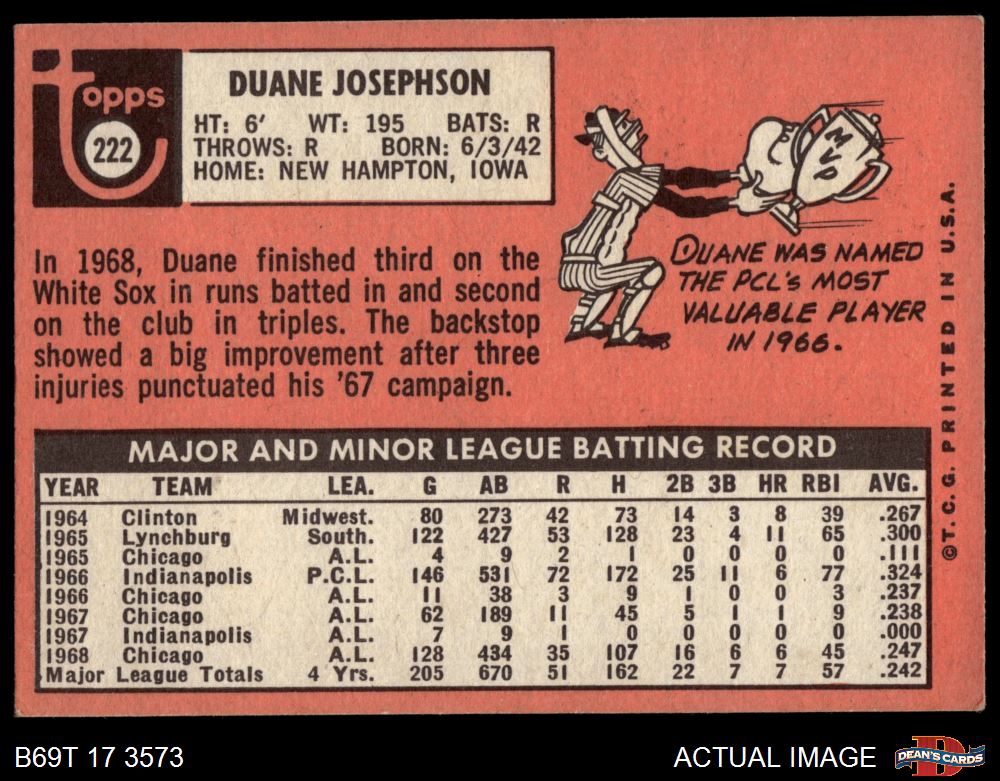 Topps
222
DUANE JOSEPHSON
HT: 6' WT: 195 BATS: R
THROWS: R BORN: 6/3/42
HOME: NEW HAMPTON, IOWA
MVP
DUANE WAS NAMED
THE PCL'S MOST
VALUABLE PLAYER
IN 1966.
In 1968, Duane finished third on the
White Sox in runs batted in and second
on the club in triples. The backstop
showed a big improvement after three
injuries punctuated his '67 campaign.
©T.C.G. PRINTED IN U.S.A.
MAJOR AND MINOR LEAGUE BATTING RECORD
YEAR TEAM LEA. G AB R H 2B 3B HR RBI AVG.
1964 Clinton Midwest. 80 273 42 73 14 3 8 39 .267
1965 Lynchburg South. 122 427 53 128 23 4 11 65 .300
1965 Chicago A.L. 4 9 2 1 0 0 0 0 .111
1966 Indianapolis P.C.L. 146 531 72 172 25 11 6 77 .324
1966 Chicago A.L. 11 38 3 9 1 0 0 3 .237
1967 Chicago A.L. 62 189 11 45 5 1 1 9 .238
1967 Indianapolis A.L. 7 9 1 0 0 0 0 0 .000
1968 Chicago A.L. 128 434 35 107 16 6 6 45 .247
Major League Totals 4 Yrs. 205 670 51 162 22 7 7 57 .242
B69T 17 3573
ACTUAL IMAGE
D
DEAN'S CARDS